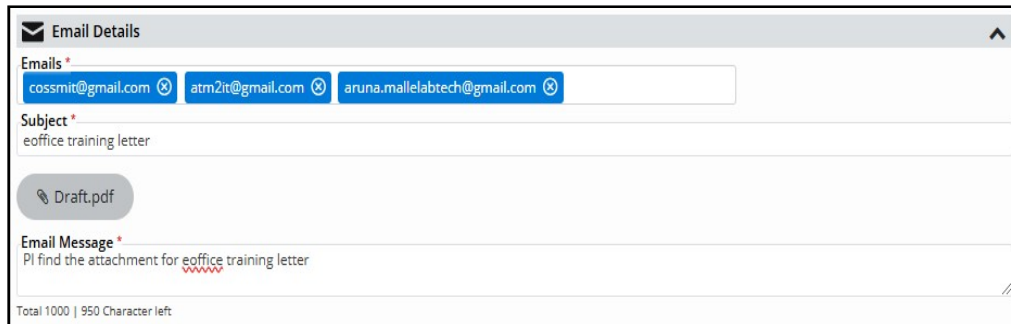 Email Details
Emails *
cossmit@gmail.com atm2it@gmail.com aruna.mallelabtech@gmail.com
Subject *
eoffice training letter
Draft.pdf
Email Message *
Pl find the attachment for eoffice training letter
Total 1000 | 950 Character left